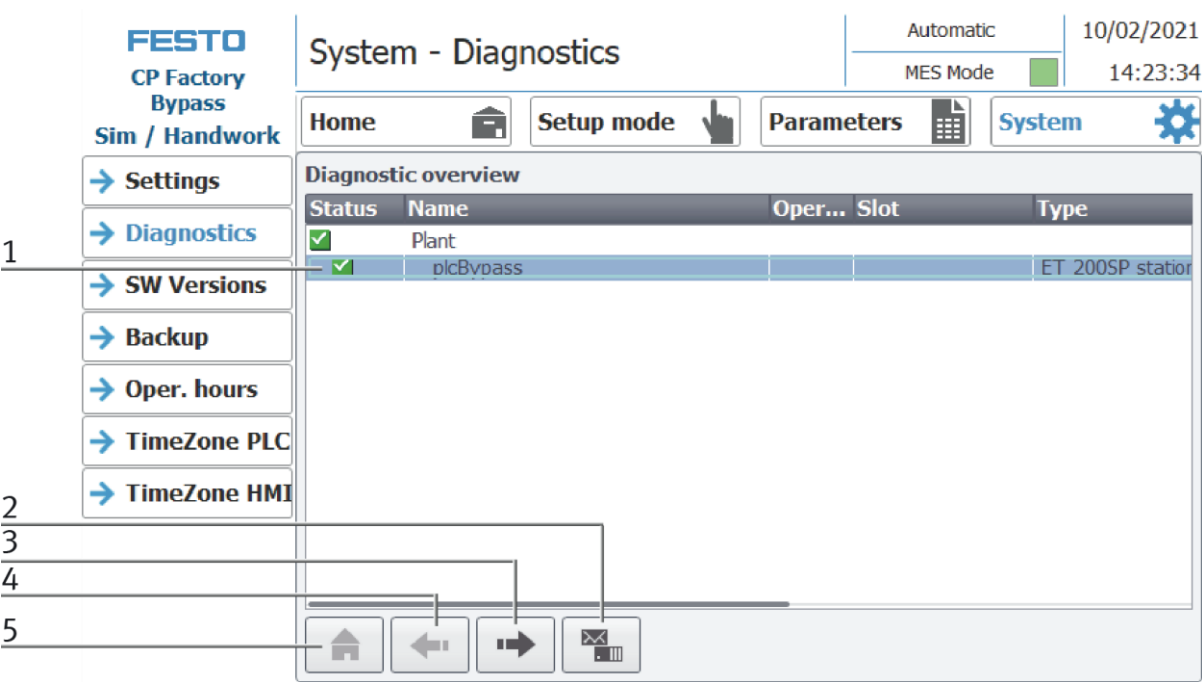 FESTO
CP Factory
Bypass
Sim / Handwork
System - Diagnostics
Automatic
MES Mode
10/02/2021
14:23:34
Home
Setup mode
Parameters
System
Settings
Diagnostics
SW Versions
Backup
Oper. hours
TimeZone PLC
TimeZone HMI
Diagnostic overview
Status Name Oper... Slot Type
Plant
plcBypass ET 200SP station
1
2
3
4
5